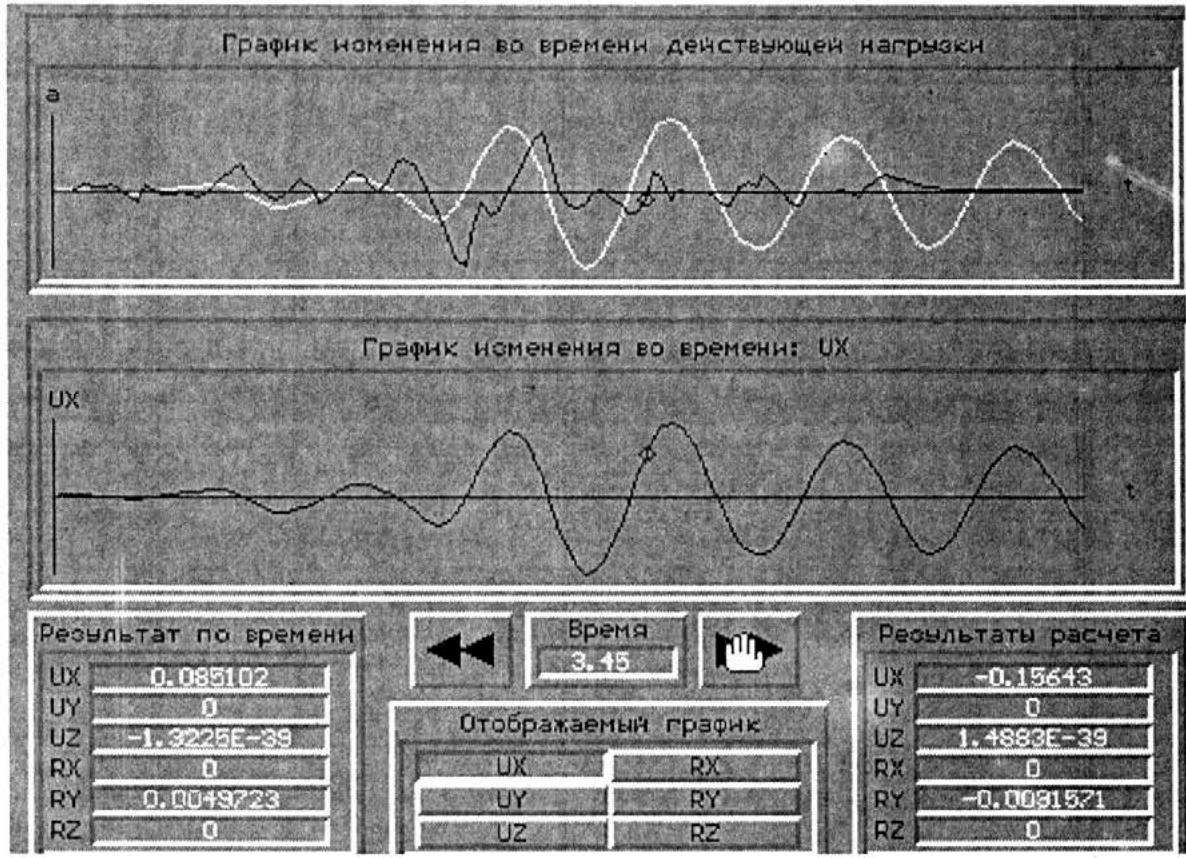 График изменения во времени действующей нагрузки
a
t
График изменения во времени: UX
UX
t
Результат по времени
UX 0.085102
UY 0
UZ -1.3225E-39
RX 0
RY 0.0049723
RZ 0
Время
3.45
Отображаемый график
UX RX
UY RY
UZ RZ
Результаты расчета
UX -0.15643
UY 0
UZ 1.4883E-39
RX 0
RY -0.0091571
RZ 0